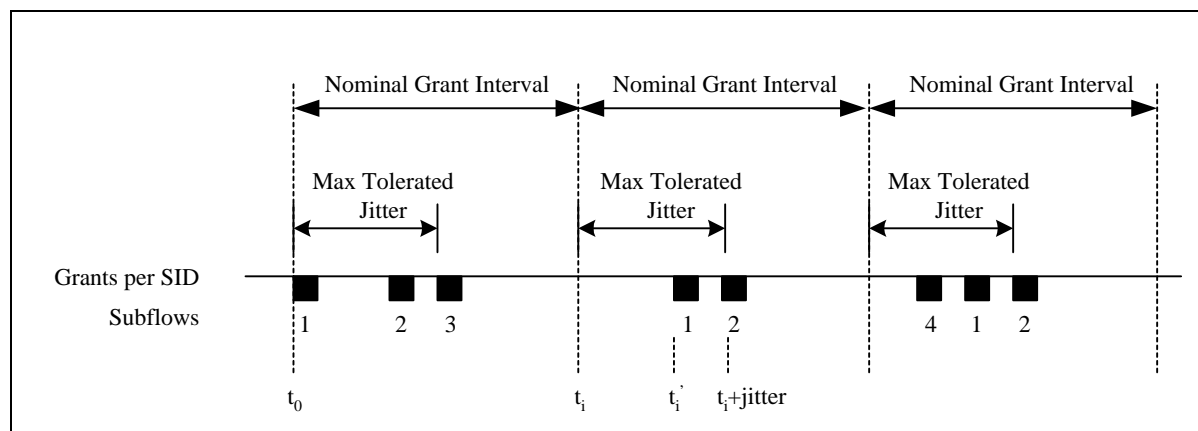 Nominal Grant Interval Nominal Grant Interval Nominal Grant Interval
Max Tolerated Jitter
Max Tolerated Jitter
Max Tolerated Jitter
Grants per SID
Subflows
1 2 3 1 2 4 1 2
t0 ti ti’ ti+jitter